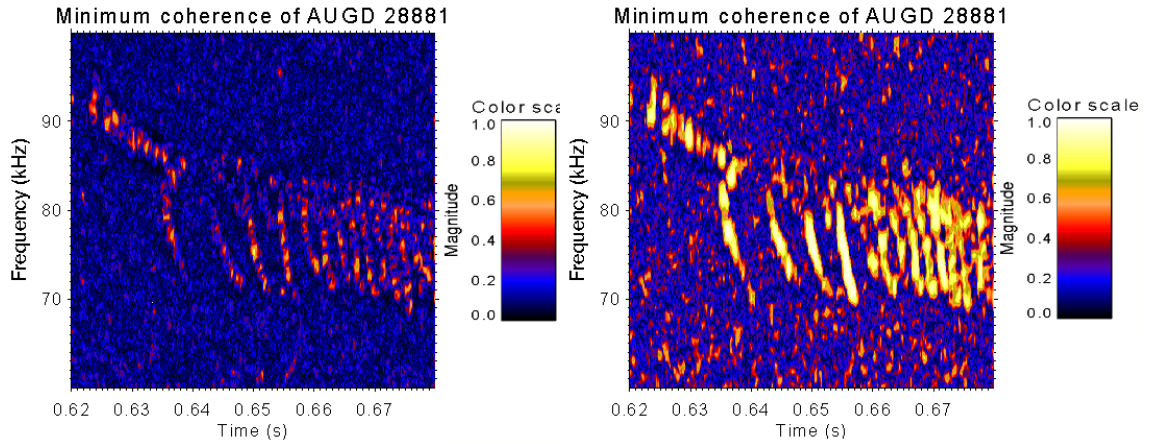 Minimum coherence of AUGD 28881
Frequency (kHz)
90
80
70
0.62 0.63 0.64 0.65 0.66 0.67
Time (s)
Color sca
1.0
0.8
0.6
0.4
0.2
0.0
Magnitude
Minimum coherence of AUGD 28881
Frequency (kHz)
90
80
70
0.62 0.63 0.64 0.65 0.66 0.67
Time (s)
Color scale
1.0
0.8
0.6
0.4
0.2
0.0
Magnitude